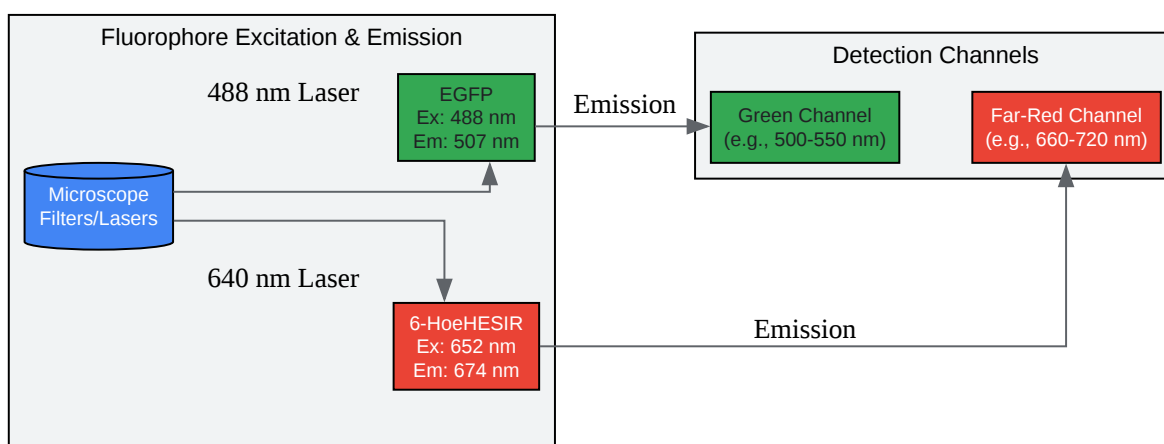 Fluorophore Excitation & Emission
488 nm Laser
EGFP
Ex: 488 nm
Em: 507 nm
Microscope
Filters/Lasers
640 nm Laser
6-HoeHESIR
Ex: 652 nm
Em: 674 nm
Emission
Emission
Detection Channels
Green Channel
(e.g., 500-550 nm)
Far-Red Channel
(e.g., 660-720 nm)